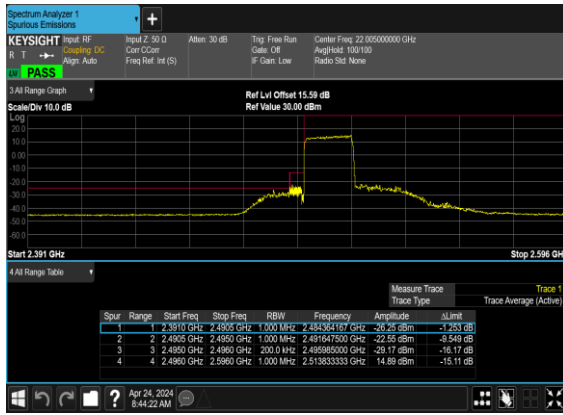 Spectrum Analyzer 1
Spurious Emissions
KEYSIGHT Input: RF Input Z: 50 Ω Atten: 30 dB Trig: Free Run Center Freq: 22.005000000 GHz
R T Coupling: DC Corr CCorr Gate: Off Avg|Hold: 100/100
Align: Auto Freq Ref: Int (S) IF Gain: Low Radio Std: None
PASS
3 All Range Graph
Ref Lvl Offset 15.59 dB
Scale/Div 10.0 dB Ref Value 30.00 dBm
Log
20.0
10.0
0.00
-10.0
-20.0
-30.0
-40.0
-50.0
-60.0
Start 2.391 GHz Stop 2.596 GHz
4 All Range Table
Measure Trace Trace 1
Trace Type Trace Average (Active)
Spur Range Start Freq Stop Freq RBW Frequency Amplitude ΔLimit
1 1 2.3910 GHz 2.4905 GHz 1.000 MHz 2.484364167 GHz -26.25 dBm -1.253 dB
2 2 2.4905 GHz 2.4950 GHz 1.000 MHz 2.491647500 GHz -22.55 dBm -9.549 dB
3 3 2.4950 GHz 2.4960 GHz 200.0 kHz 2.495985000 GHz -29.17 dBm -16.17 dB
4 4 2.4960 GHz 2.5960 GHz 1.000 MHz 2.513833333 GHz 14.89 dBm -15.11 dB
Apr 24, 2024
8:44:22 AM